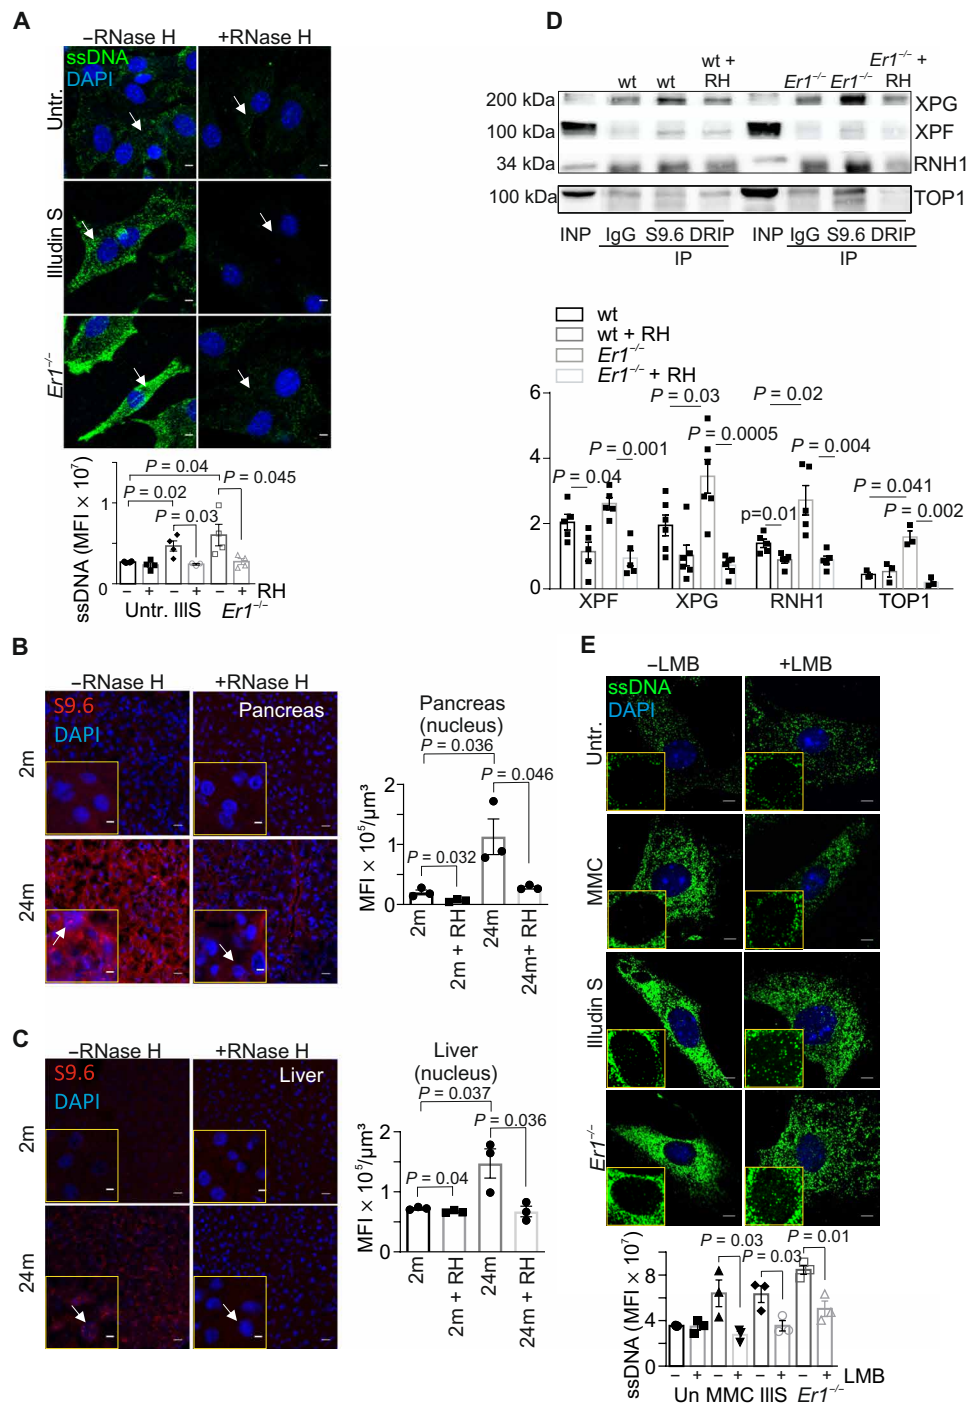 A
–RNase H +RNase H
ssDNA
DAPI
Untr.
Illudin S
Er1⁻/⁻
ssDNA (MFI × 10⁷)
1
0
P = 0.04
P = 0.045
P = 0.02
P = 0.03
– + – + – + RH
Untr. IIIS Er1⁻/⁻
D
wt wt wt + RH Er1⁻/⁻ Er1⁻/⁻ Er1⁻/⁻ + RH
200 kDa XPG
100 kDa XPF
34 kDa RNH1
100 kDa TOP1
INP IgG S9.6 DRIP INP IgG S9.6 DRIP
IP IP
wt
wt + RH
Er1⁻/⁻
Er1⁻/⁻ + RH
6
4
2
0
P = 0.03 P = 0.02
P = 0.001 P = 0.0005 P = 0.004
P = 0.04 P = 0.041
p=0.01 P = 0.002
XPF XPG RNH1 TOP1
B
–RNase H +RNase H
S9.6
DAPI
Pancreas
2m
24m
Pancreas
(nucleus)
P = 0.036
P = 0.046
P = 0.032
MFI × 10⁵/µm³
2
1
0
2m
2m + RH
24m
24m+ RH
C
–RNase H +RNase H
S9.6
DAPI
Liver
2m
24m
Liver
(nucleus)
P = 0.037
P = 0.036
P = 0.04
MFI × 10⁵/µm³
2
1
0
2m
2m + RH
24m
24m + RH
E
–LMB +LMB
ssDNA
DAPI
Untr.
MMC
Illudin S
Er1⁻/⁻
P = 0.01
P = 0.03
P = 0.03
ssDNA (MFI × 10⁷)
8
4
0
– + – + – + – + LMB
Un MMC IIIS Er1⁻/⁻